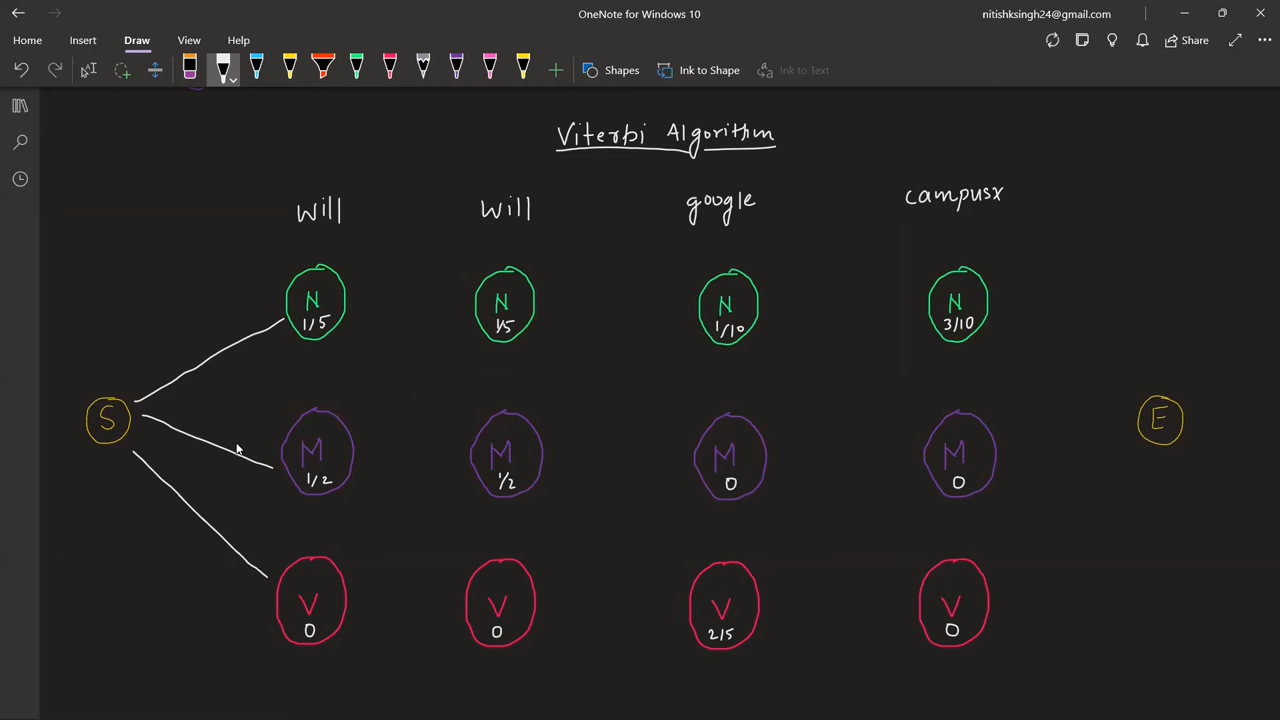 OneNote for Windows 10
nitishksingh24@gmail.com
Home Insert Draw View Help
Share
Shapes Ink to Shape Ink to Text
Viterbi Algorithm
Will Will google campusx
N N N N
1/5 1/5 1/10 3/10
S E
M M M M
1/2 1/2 0 0
V V V V
0 0 2/5 0